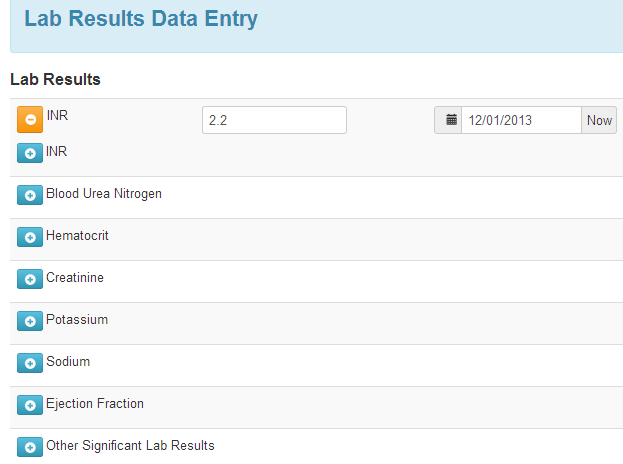 Lab Results Data Entry
Lab Results
INR 2.2 12/01/2013 Now
INR
Blood Urea Nitrogen
Hematocrit
Creatinine
Potassium
Sodium
Ejection Fraction
Other Significant Lab Results